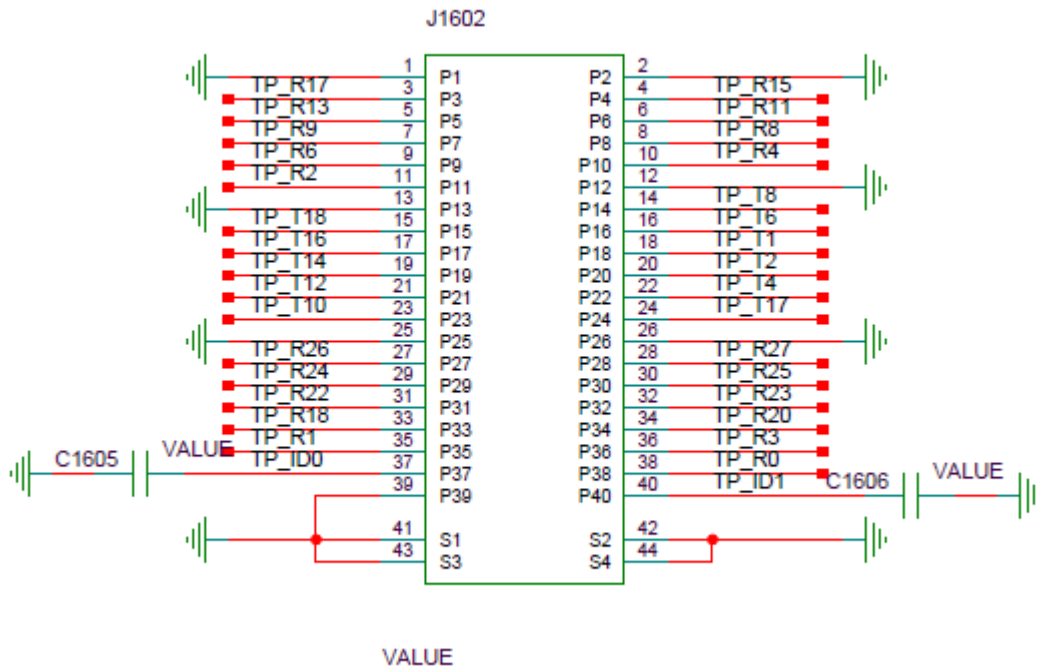 J1602
1 P1 P2 2
TP_R17 3 P3 P4 4 TP_R15
TP_R13 5 P5 P6 6 TP_R11
TP_R9 7 P7 P8 8 TP_R8
TP_R6 9 P9 P10 10 TP_R4
TP_R2 11 P11 P12 12
13 P13 P14 14 TP_T8
TP_T18 15 P15 P16 16 TP_T6
TP_T16 17 P17 P18 18 TP_T1
TP_T14 19 P19 P20 20 TP_T2
TP_T12 21 P21 P22 22 TP_T4
TP_T10 23 P23 P24 24 TP_T17
25 P25 P26 26
TP_R26 27 P27 P28 28 TP_R27
TP_R24 29 P29 P30 30 TP_R25
TP_R22 31 P31 P32 32 TP_R23
TP_R18 33 P33 P34 34 TP_R20
TP_R1 35 P35 P36 36 TP_R3
C1605 VALUE TP_ID0 37 P37 P38 38 TP_R0
39 P39 P40 40 TP_ID1 C1606 VALUE
41 S1 S2 42
43 S3 S4 44
VALUE